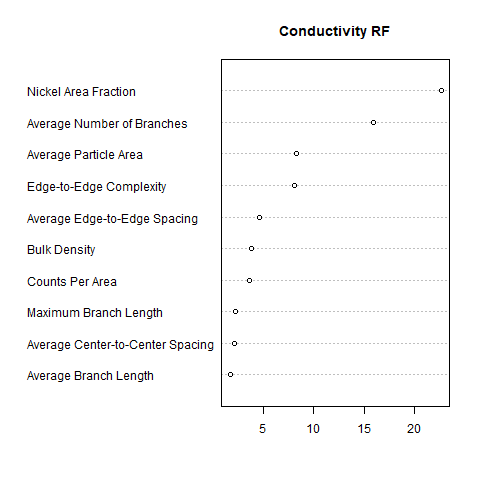 Conductivity RF
Nickel Area Fraction
Average Number of Branches
Average Particle Area
Edge-to-Edge Complexity
Average Edge-to-Edge Spacing
Bulk Density
Counts Per Area
Maximum Branch Length
Average Center-to-Center Spacing
Average Branch Length
5 10 15 20